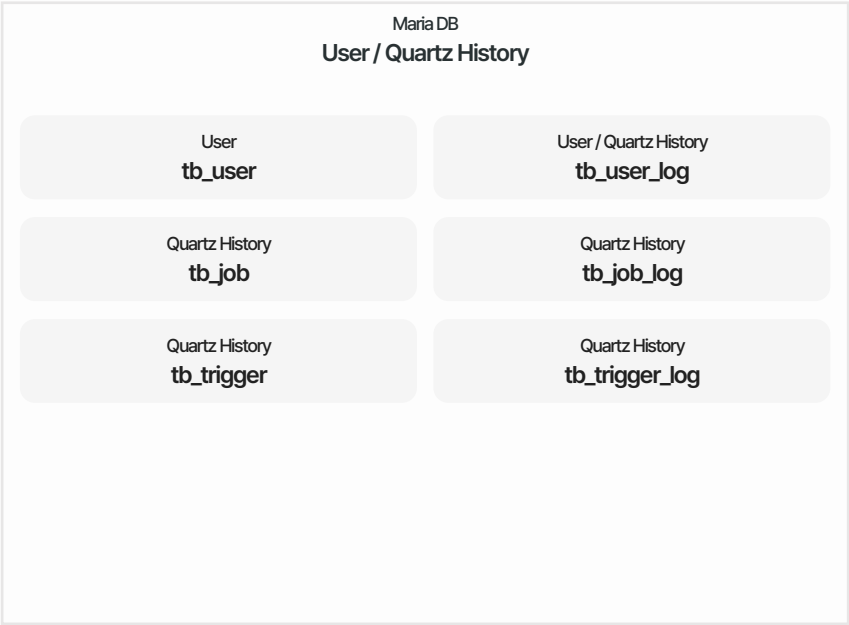 Maria DB
User / Quartz History
User
tb_user
User / Quartz History
tb_user_log
Quartz History
tb_job
Quartz History
tb_job_log
Quartz History
tb_trigger
Quartz History
tb_trigger_log